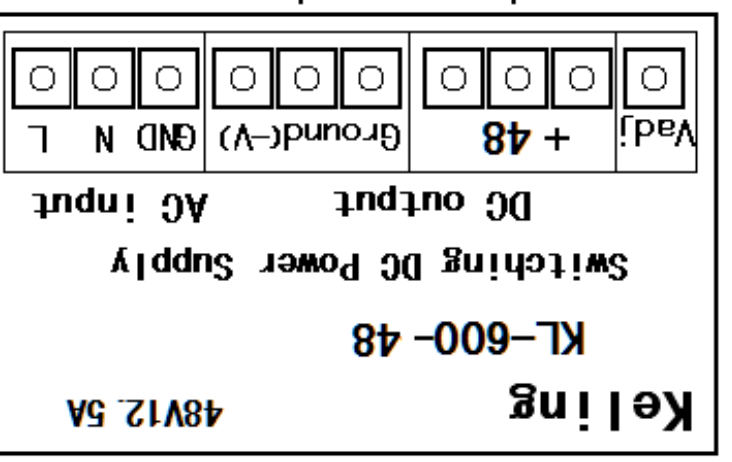 Keling 48V12.5A
KL-600-48
Switching DC Power Supply
DC output AC input
Vadj + 48 Ground(-V) GND N L